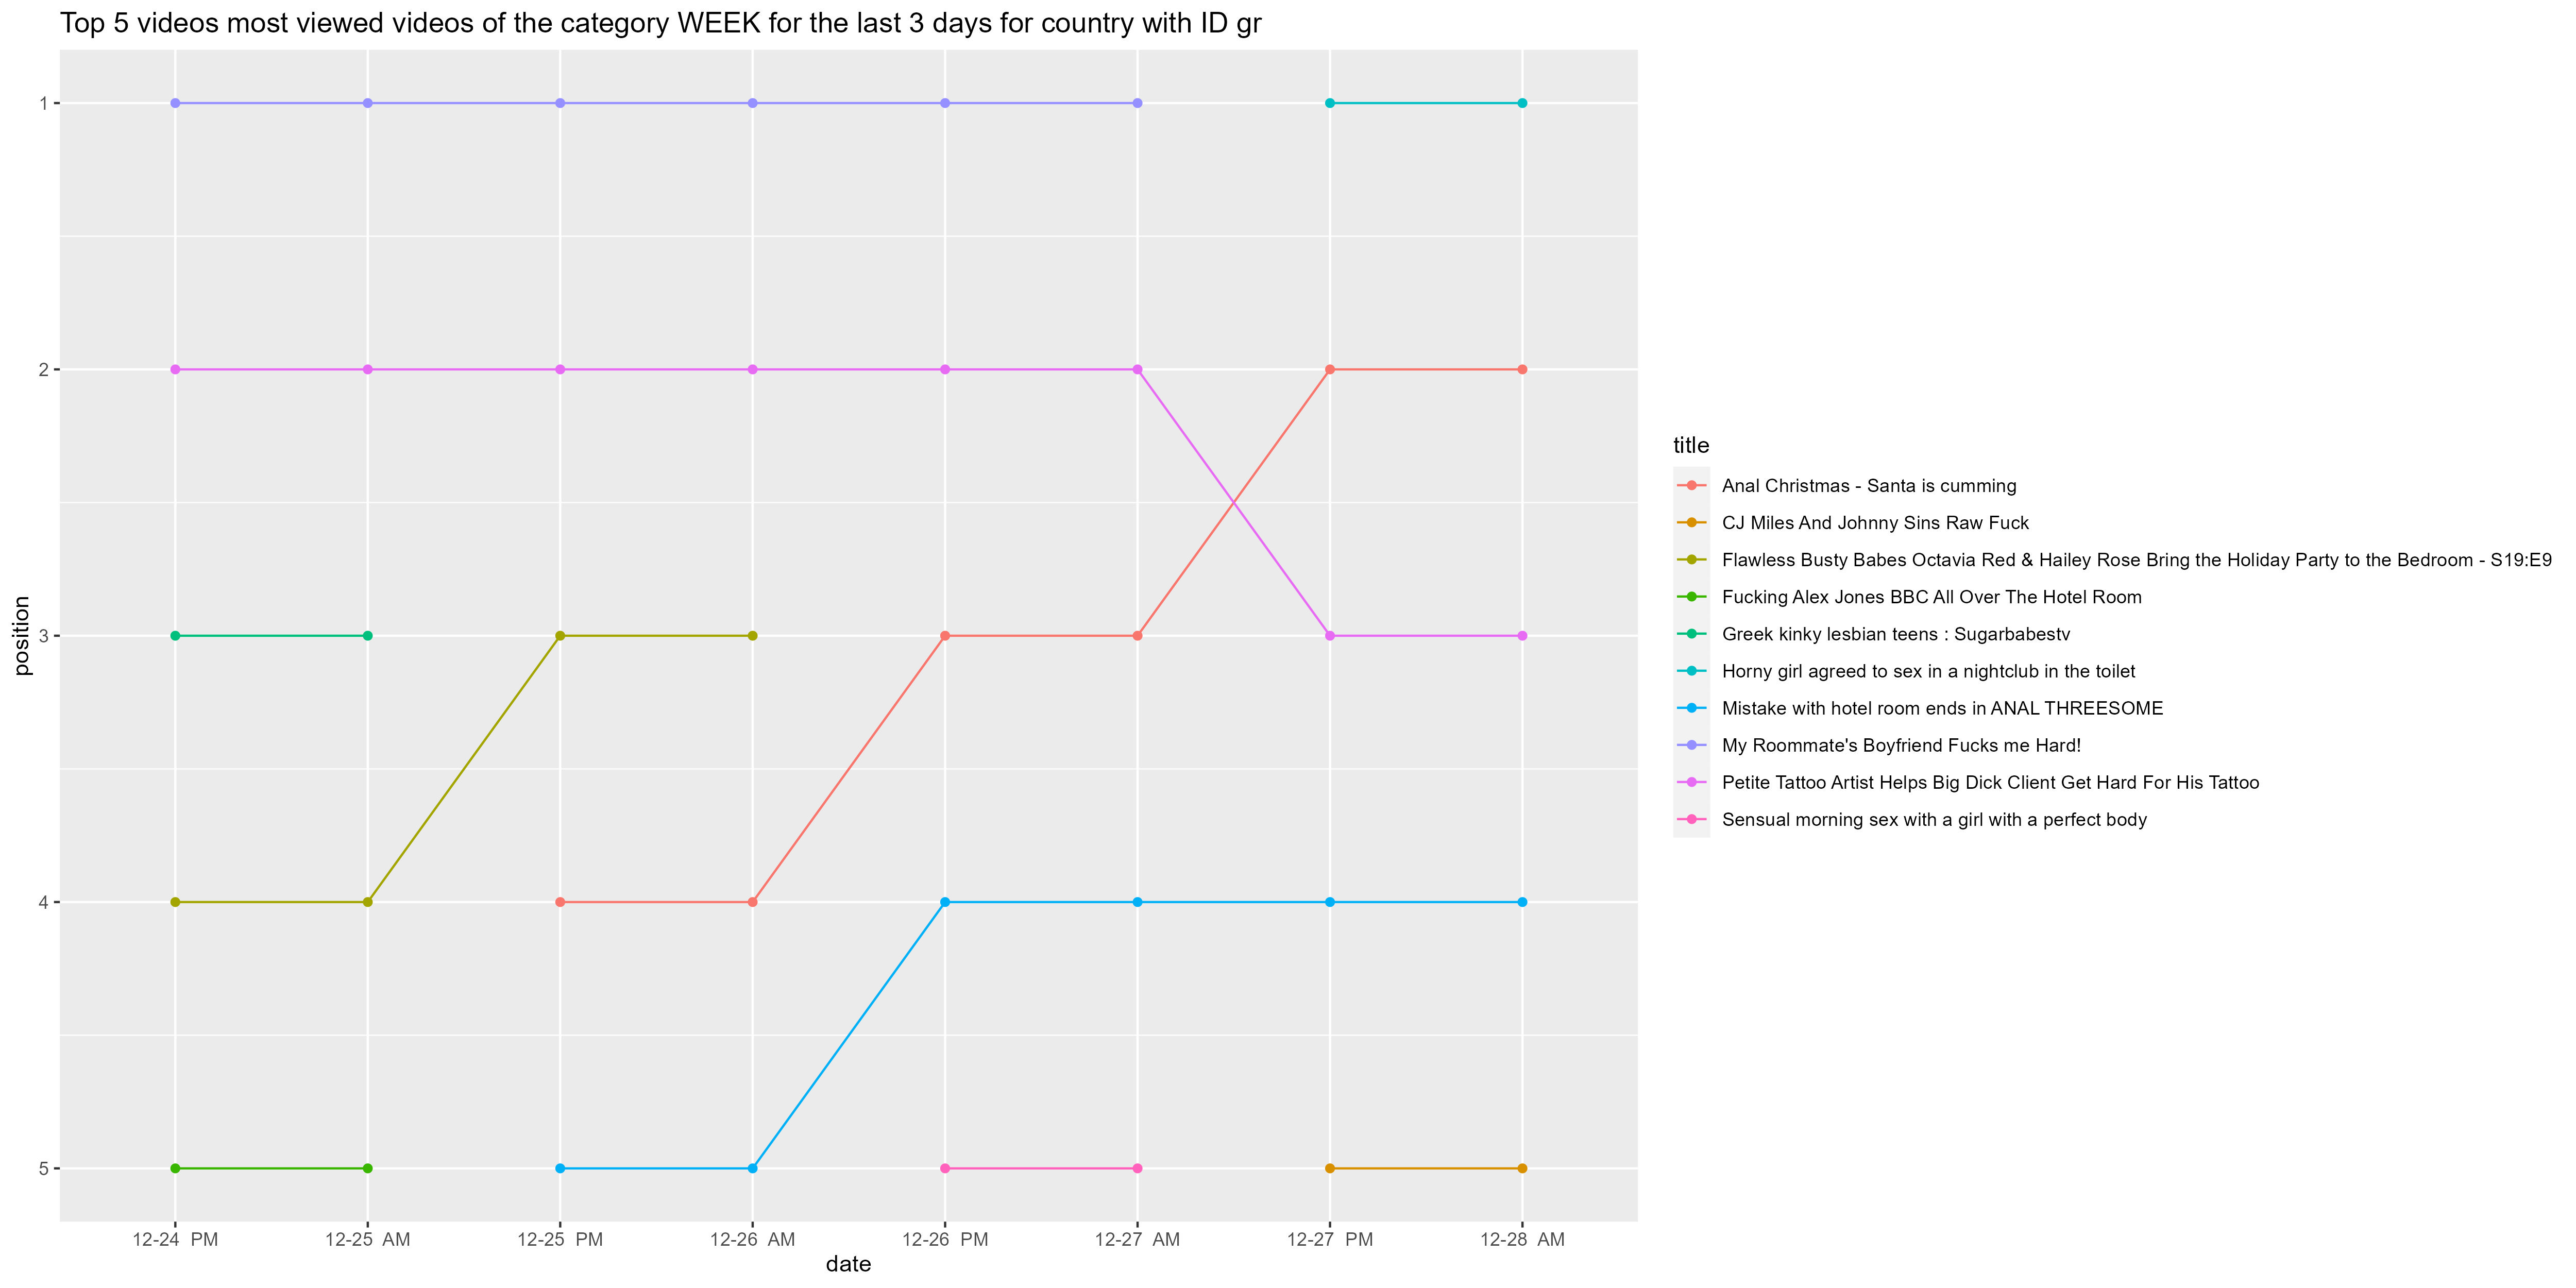 Top 5 videos most viewed videos of the category WEEK for the last 3 days for country with ID gr
1
2
3
4
5
position
12-24 PM
12-25 AM
12-25 PM
12-26 AM
12-26 PM
12-27 AM
12-27 PM
12-28 AM
date
title
Anal Christmas - Santa is cumming
CJ Miles And Johnny Sins Raw Fuck
Flawless Busty Babes Octavia Red & Hailey Rose Bring the Holiday Party to the Bedroom - S19:E9
Fucking Alex Jones BBC All Over The Hotel Room
Greek kinky lesbian teens : Sugarbabestv
Horny girl agreed to sex in a nightclub in the toilet
Mistake with hotel room ends in ANAL THREESOME
My Roommate's Boyfriend Fucks me Hard!
Petite Tattoo Artist Helps Big Dick Client Get Hard For His Tattoo
Sensual morning sex with a girl with a perfect body